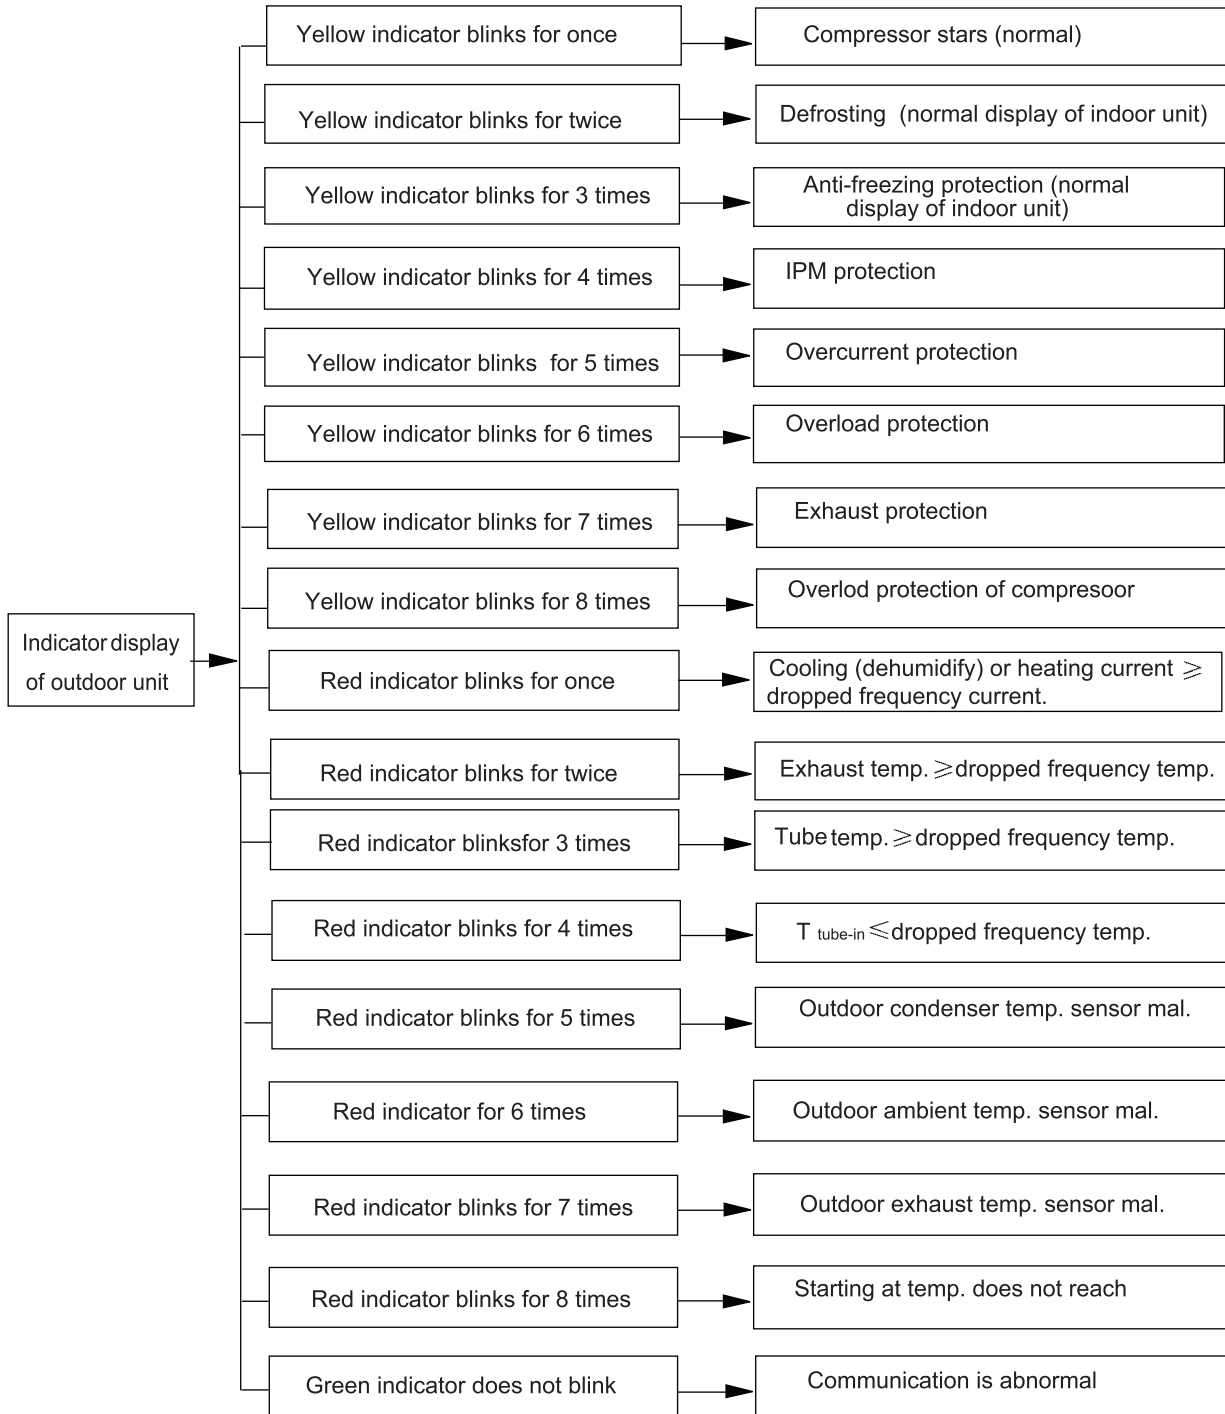 Yellow indicator blinks for once
Compressor stars (normal)
Yellow indicator blinks for twice
Defrosting (normal display of indoor unit)
Yellow indicator blinks for 3 times
Anti-freezing protection (normal
display of indoor unit)
Yellow indicator blinks for 4 times
IPM protection
Yellow indicator blinks for 5 times
Overcurrent protection
Yellow indicator blinks for 6 times
Overload protection
Yellow indicator blinks for 7 times
Exhaust protection
Yellow indicator blinks for 8 times
Overlod protection of compresoor
Indicator display
of outdoor unit
Red indicator blinks for once
Cooling (dehumidify) or heating current ⩾
dropped frequency current.
Red indicator blinks for twice
Exhaust temp. ⩾dropped frequency temp.
Red indicator blinksfor 3 times
Tube temp. ⩾dropped frequency temp.
Red indicator blinks for 4 times
T tube-in ⩽dropped frequency temp.
Red indicator blinks for 5 times
Outdoor condenser temp. sensor mal.
Red indicator for 6 times
Outdoor ambient temp. sensor mal.
Red indicator blinks for 7 times
Outdoor exhaust temp. sensor mal.
Red indicator blinks for 8 times
Starting at temp. does not reach
Green indicator does not blink
Communication is abnormal